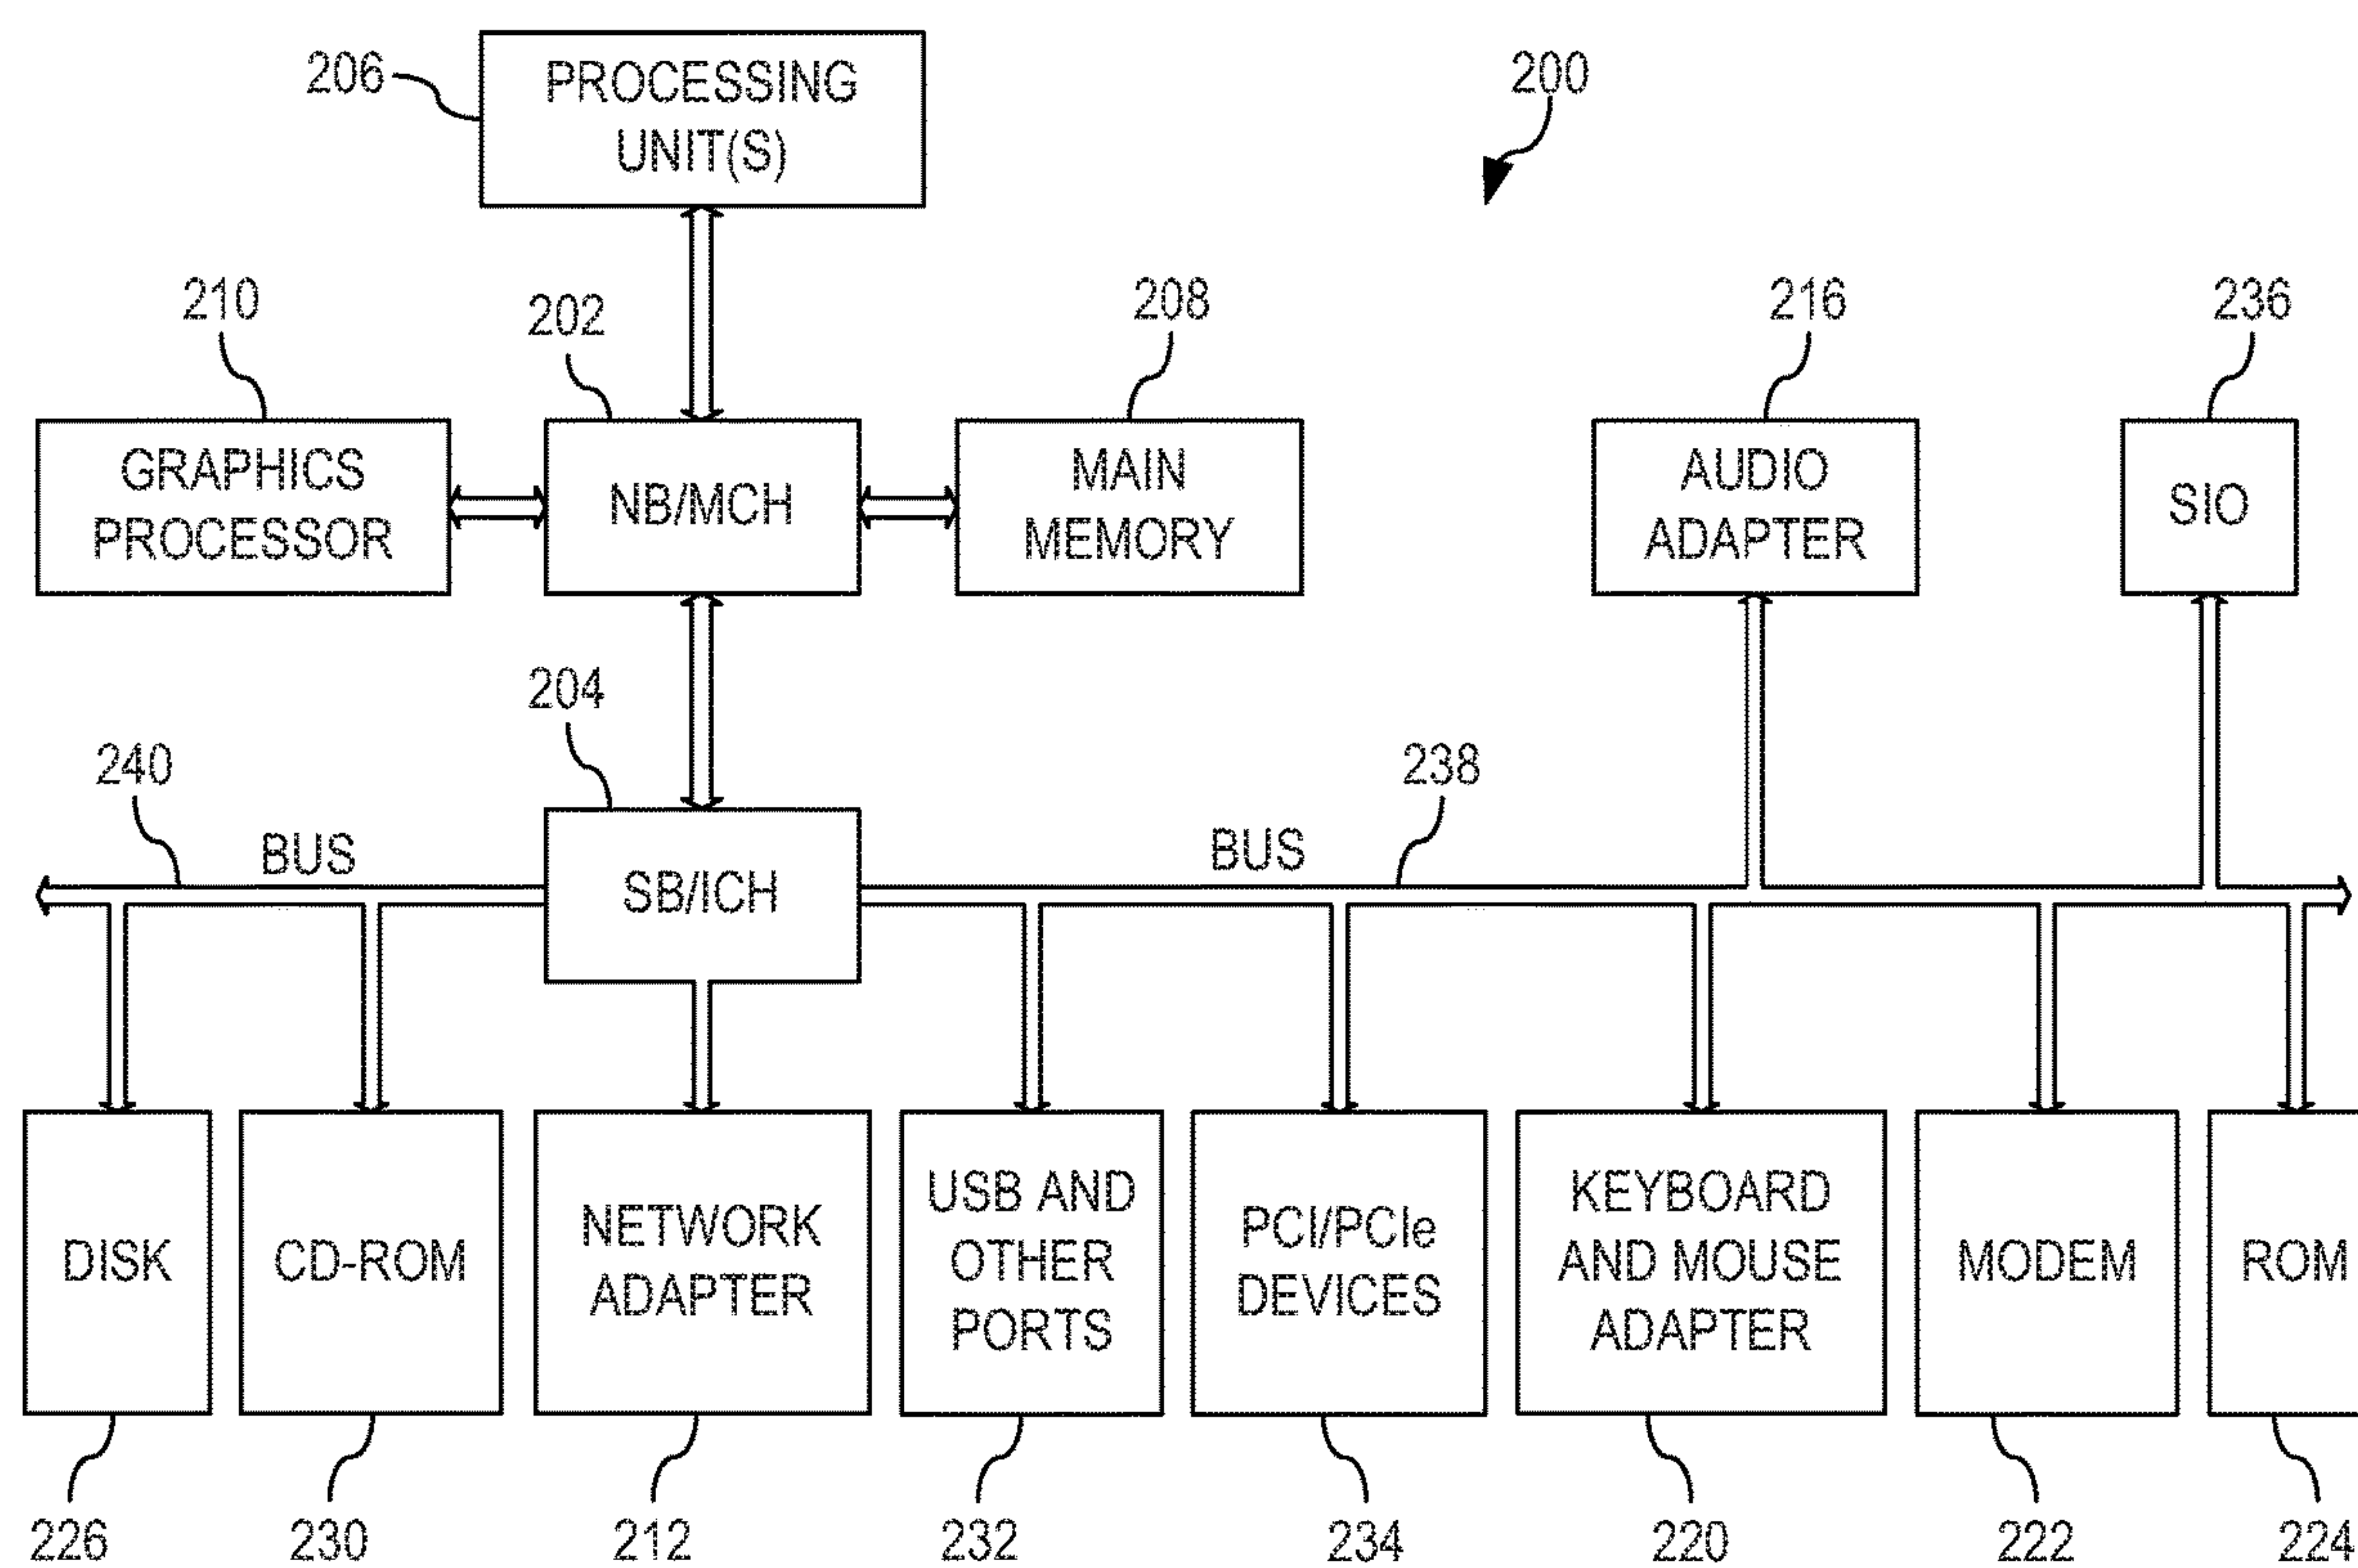 206
PROCESSING
UNIT(S)
200
210
202
208
216
236
GRAPHICS
PROCESSOR
NB/MCH
MAIN
MEMORY
AUDIO
ADAPTER
SIO
204
240
238
BUS
SB/ICH
BUS
DISK
CD-ROM
NETWORK
ADAPTER
USB AND
OTHER
PORTS
PCI/PCIe
DEVICES
KEYBOARD
AND MOUSE
ADAPTER
MODEM
ROM
226
230
212
232
234
220
222
224